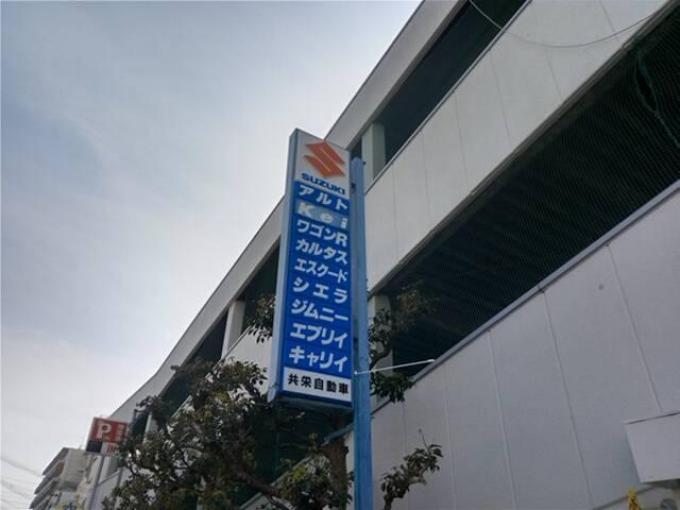 SUZUKI
アルト
Kei
ワゴンR
カルタス
エスクード
シエラ
ジムニー
エブリイ
キャリイ
共栄自動車
P